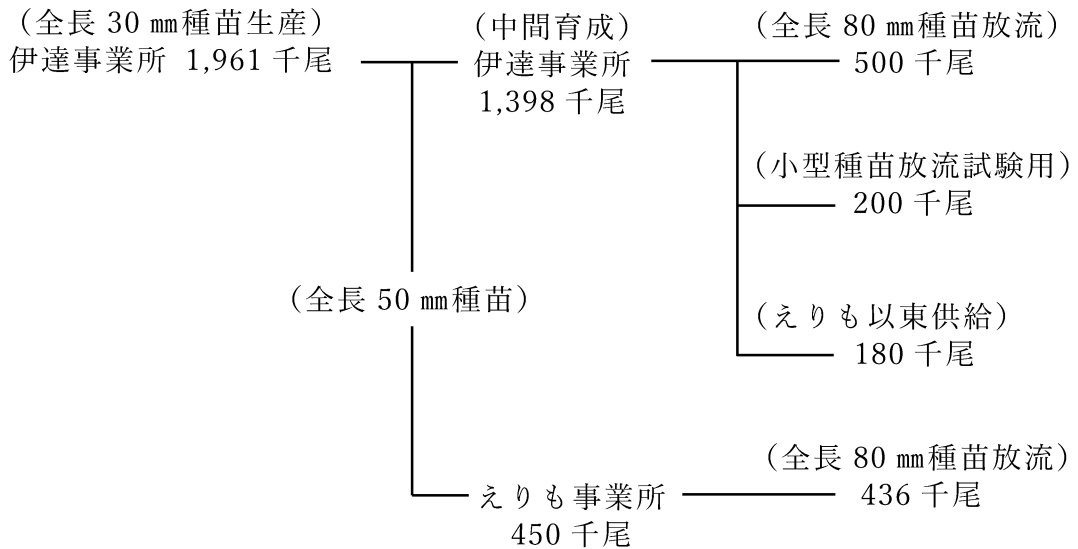 （全長 30 ㎜種苗生産）
伊達事業所 1,961 千尾
（中間育成）
伊達事業所
1,398 千尾
（全長 80 ㎜種苗放流）
500 千尾
（小型種苗放流試験用）
200 千尾
（えりも以東供給）
180 千尾
（全長 50 ㎜種苗）
えりも事業所
450 千尾
（全長 80 ㎜種苗放流）
436 千尾